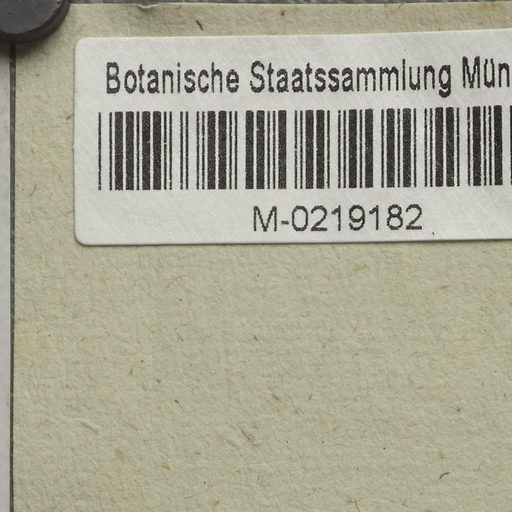 Botanische Staatssammlung Mün
M-0219182